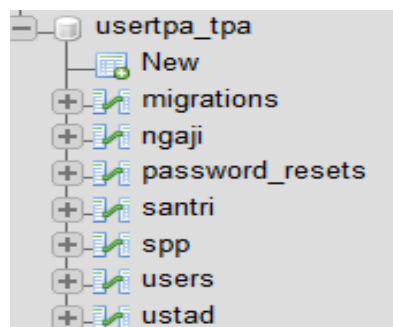 usertpa_tpa
New
migrations
ngaji
password_resets
santri
spp
users
ustad